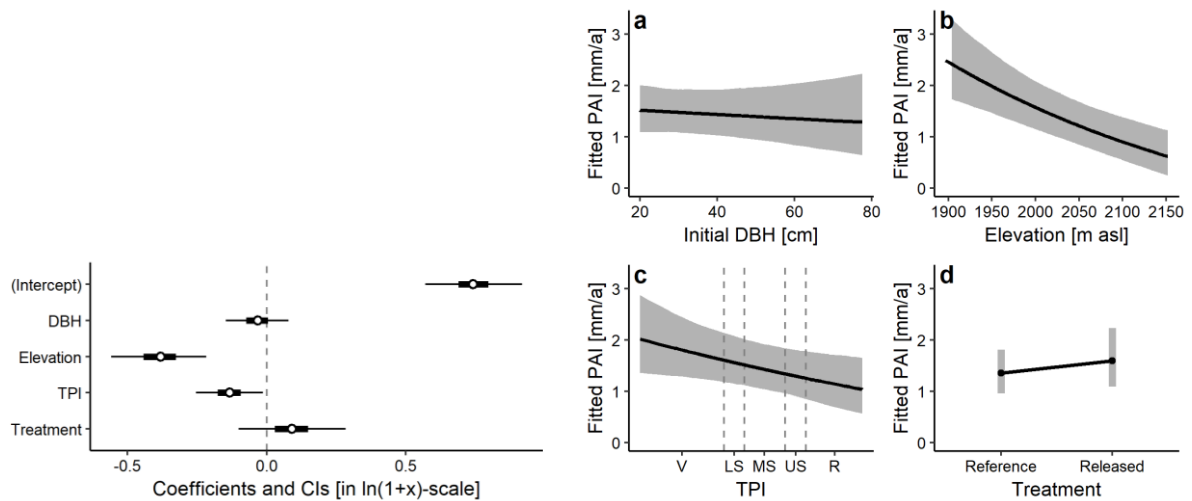 (Intercept)
DBH
Elevation
TPI
Treatment
-0.5 0.0 0.5
Coefficients and CIs [in ln(1+x)-scale]
a
Fitted PAI [mm/a]
3
2
1
0
20 40 60 80
Initial DBH [cm]
b
Fitted PAI [mm/a]
3
2
1
0
1900 1950 2000 2050 2100 2150
Elevation [m asl]
c
Fitted PAI [mm/a]
3
2
1
0
V LS MS US R
TPI
d
Fitted PAI [mm/a]
3
2
1
0
Reference Released
Treatment